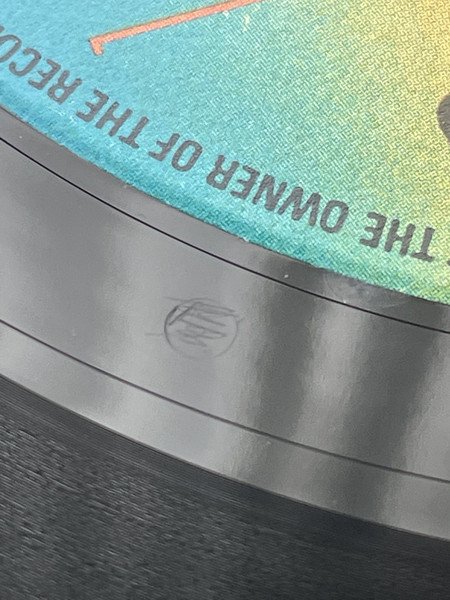 THE OWNER OF THE RECO